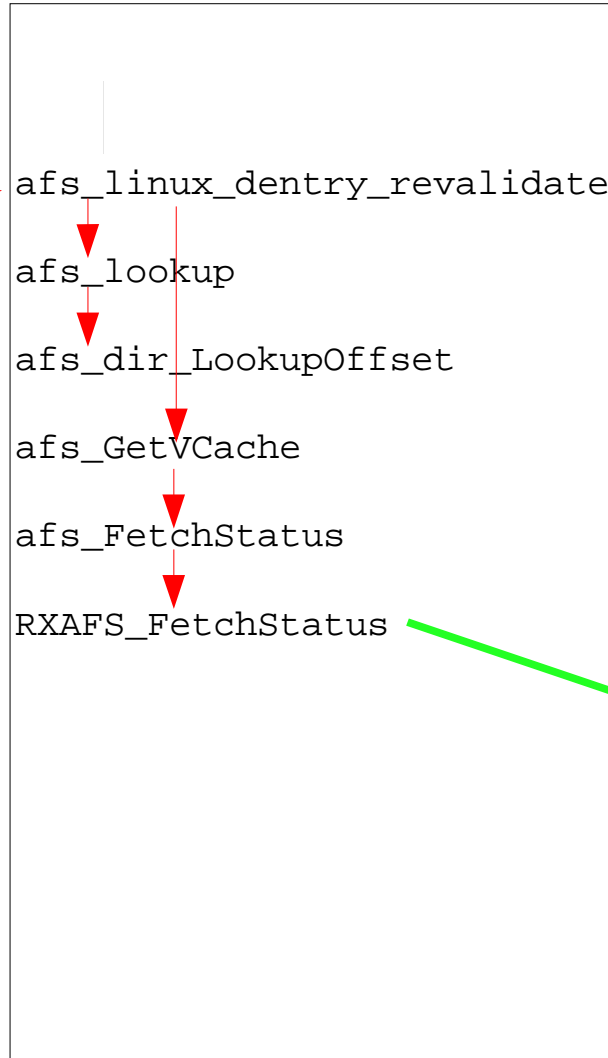 afs_linux_dentry_revalidate
afs_lookup
afs_dir_LookupOffset
afs_GetVCache
afs_FetchStatus
RXAFS_FetchStatus